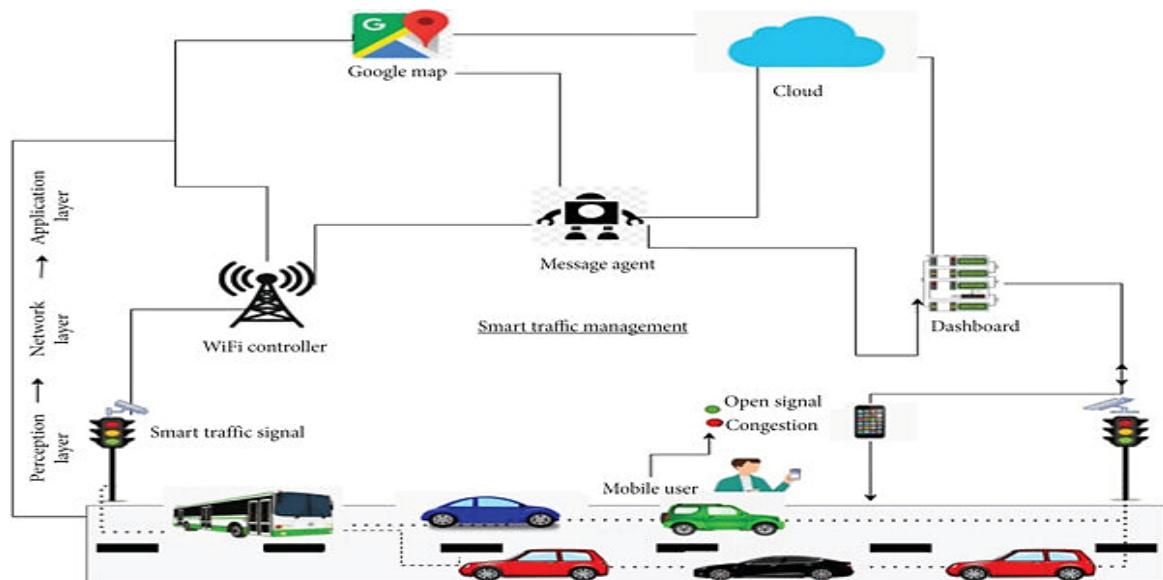 G
Google map
Cloud
Message agent
Smart traffic management
WiFi controller
Dashboard
Smart traffic signal
Open signal
Congestion
Mobile user
Application
layer
Network
layer
Perception
layer